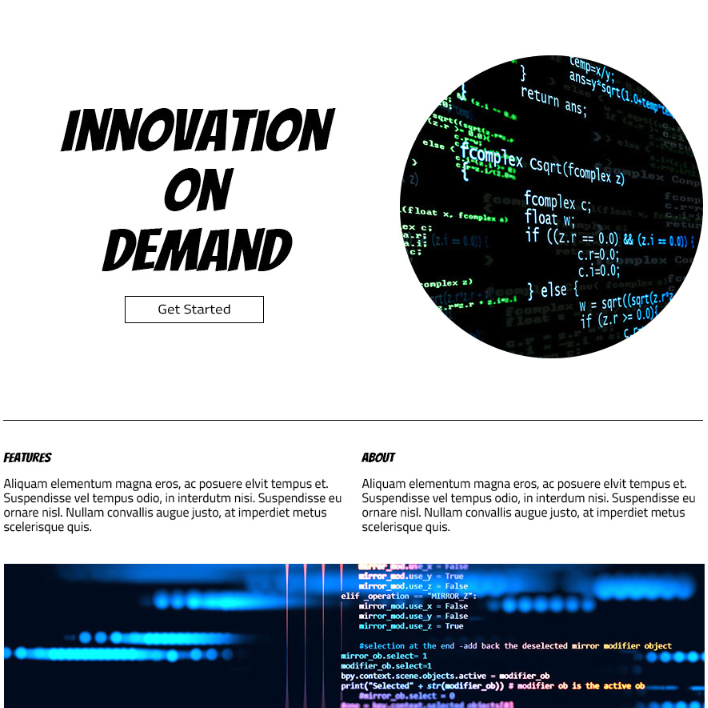 INNOVATION
ON
DEMAND
Get Started
temp=x/y;
}
return ans;
fcomplex Csqrt(fcomplex z)
{
fcomplex c;
float w;
if ((z.r == 0.0) && (z.i == 0.0)) {
c.r=0.0;
c.i=0.0;
} else {
w = sqrt((sqrt(z.r*z
if (z.r >= 0.0){
FEATURES
Aliquam elementum magna eros, ac posuere elvit tempus et.
Suspendisse vel tempus odio, in interdutm nisi. Suspendisse eu
ornare nisl. Nullam convallis augue justo, at imperdiet metus
scelerisque quis.
ABOUT
Aliquam elementum magna eros, ac posuere elvit tempus et.
Suspendisse vel tempus odio, in interdum nisi. Suspendisse eu
ornare nisl. Nullam convallis augue justo, at imperdiet metus
scelerisque quis.
mirror_mod.use_x = False
mirror_mod.use_y = True
mirror_mod.use_z = False
elif _operation == "MIRROR_Z":
mirror_mod.use_x = False
mirror_mod.use_y = False
mirror_mod.use_z = True
#selection at the end -add back the deselected mirror modifier object
mirror_ob.select= 1
modifier_ob.select=1
bpy.context.scene.objects.active = modifier_ob
print("Selected" + str(modifier_ob)) # modifier ob is the active ob
#mirror_ob.select = 0